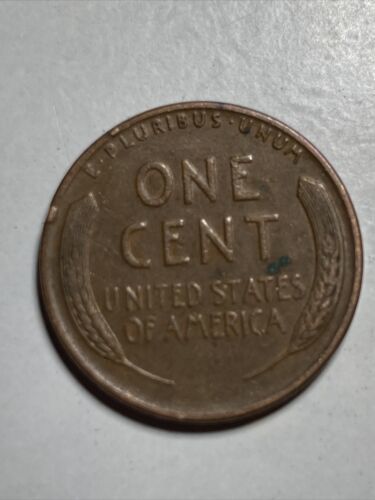 E·PLURIBUS·UNUM
ONE
CENT
UNITED STATES
OF AMERICA